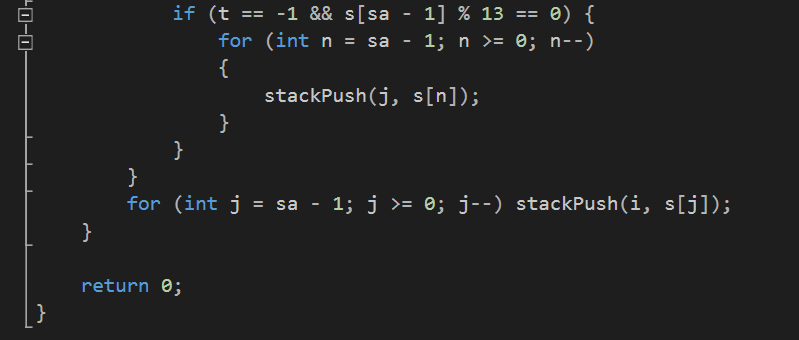 if (t == -1 && s[sa - 1] % 13 == 0) {
for (int n = sa - 1; n >= 0; n--)
{
stackPush(j, s[n]);
}
}
}
for (int j = sa - 1; j >= 0; j--) stackPush(i, s[j]);
}
return 0;
}